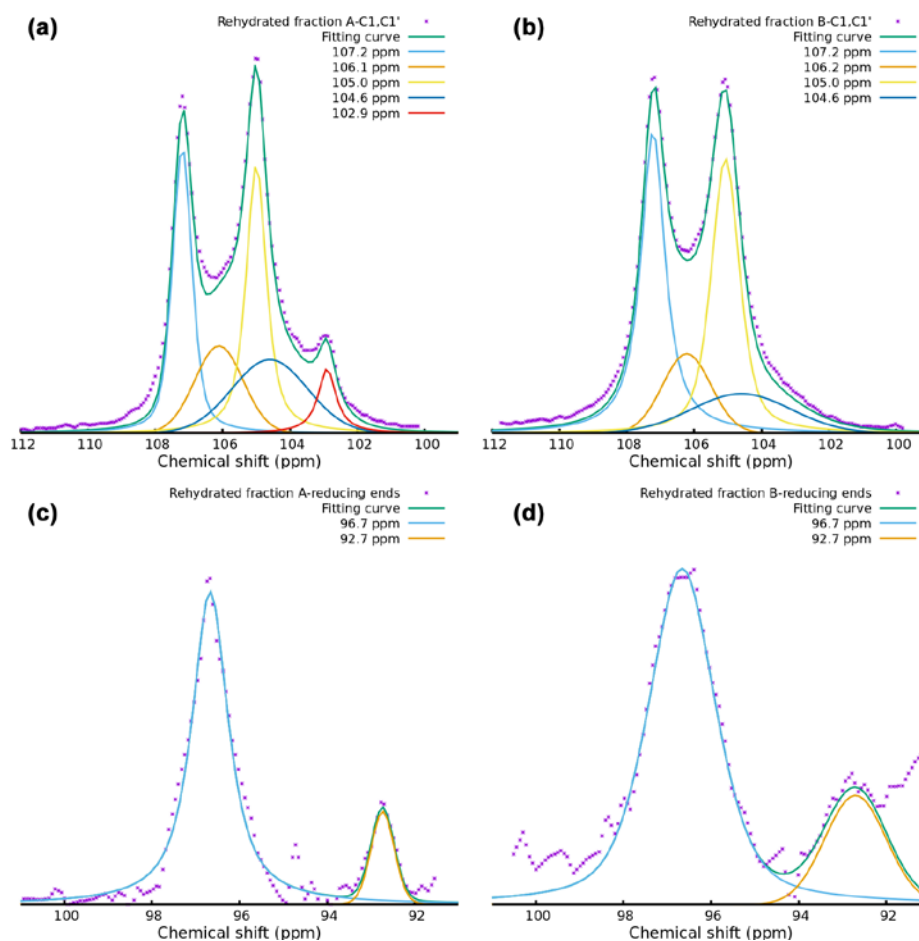 (a)
Rehydrated fraction A-C1,C1'
Fitting curve
107.2 ppm
106.1 ppm
105.0 ppm
104.6 ppm
102.9 ppm
112 110 108 106 104 102 100
Chemical shift (ppm)
(b)
Rehydrated fraction B-C1,C1'
Fitting curve
107.2 ppm
106.2 ppm
105.0 ppm
104.6 ppm
112 110 108 106 104 102 100
Chemical shift (ppm)
(c)
Rehydrated fraction A-reducing ends
Fitting curve
96.7 ppm
92.7 ppm
100 98 96 94 92
Chemical shift (ppm)
(d)
Rehydrated fraction B-reducing ends
Fitting curve
96.7 ppm
92.7 ppm
100 98 96 94 92
Chemical shift (ppm)